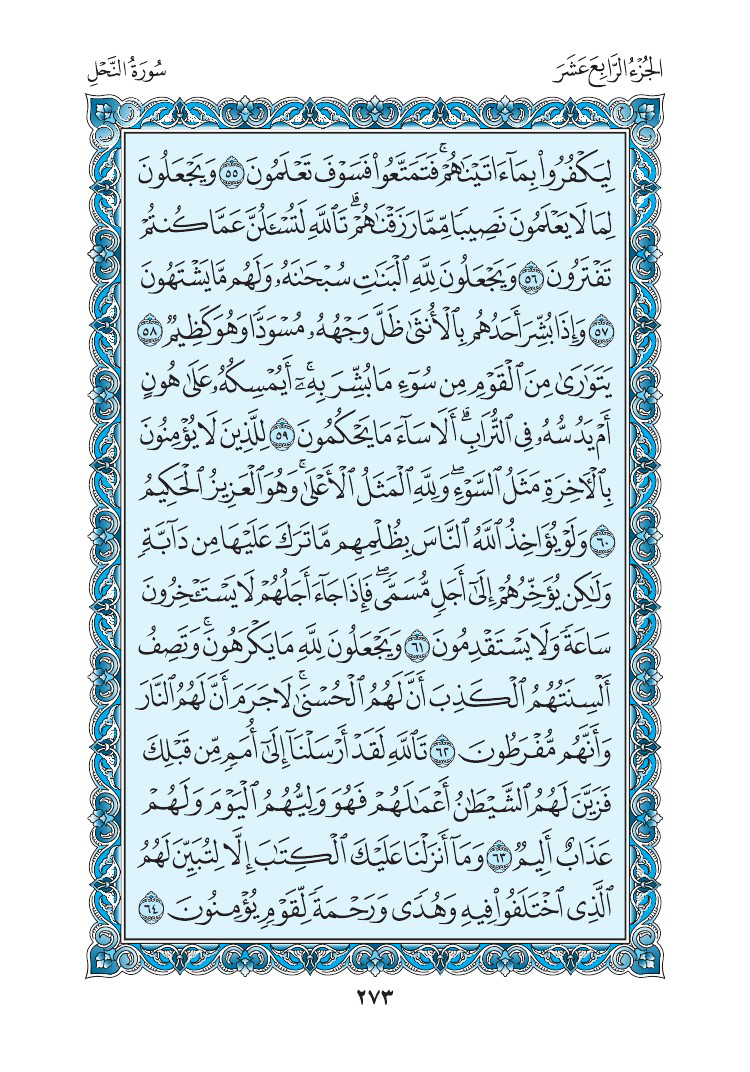 الجُزْءُ الرَّابِعَ عَشَرَ
سُورَةُ النَّحْلِ
لِيَكۡفُرُواْ بِمَآ ءَاتَيۡنَٰهُمۡۚ فَتَمَتَّعُواْ فَسَوۡفَ تَعۡلَمُونَ ٥٥ وَيَجۡعَلُونَ
لِمَا لَا يَعۡلَمُونَ نَصِيبٗا مِّمَّا رَزَقۡنَٰهُمۡۗ تَٱللَّهِ لَتُسۡـَٔلُنَّ عَمَّا كُنتُمۡ
تَفۡتَرُونَ ٥٦ وَيَجۡعَلُونَ لِلَّهِ ٱلۡبَنَٰتِ سُبۡحَٰنَهُۥ وَلَهُم مَّا يَشۡتَهُونَ
٥٧ وَإِذَا بُشِّرَ أَحَدُهُم بِٱلۡأُنثَىٰ ظَلَّ وَجۡهُهُۥ مُسۡوَدّٗا وَهُوَ كَظِيمٞ ٥٨
يَتَوَٰرَىٰ مِنَ ٱلۡقَوۡمِ مِن سُوٓءِ مَا بُشِّرَ بِهِۦٓۚ أَيُمۡسِكُهُۥ عَلَىٰ هُونٍ
أَمۡ يَدُسُّهُۥ فِي ٱلتُّرَابِۗ أَلَا سَآءَ مَا يَحۡكُمُونَ ٥٩ لِلَّذِينَ لَا يُؤۡمِنُونَ
بِٱلۡأٓخِرَةِ مَثَلُ ٱلسَّوۡءِۖ وَلِلَّهِ ٱلۡمَثَلُ ٱلۡأَعۡلَىٰۚ وَهُوَ ٱلۡعَزِيزُ ٱلۡحَكِيمُ
٦٠ وَلَوۡ يُؤَاخِذُ ٱللَّهُ ٱلنَّاسَ بِظُلۡمِهِم مَّا تَرَكَ عَلَيۡهَا مِن دَآبَّةٖ
وَلَٰكِن يُؤَخِّرُهُمۡ إِلَىٰٓ أَجَلٖ مُّسَمّٗىۖ فَإِذَا جَآءَ أَجَلُهُمۡ لَا يَسۡتَـٔۡخِرُونَ
سَاعَةٗ وَلَا يَسۡتَقۡدِمُونَ ٦١ وَيَجۡعَلُونَ لِلَّهِ مَا يَكۡرَهُونَۚ وَتَصِفُ
أَلۡسِنَتُهُمُ ٱلۡكَذِبَ أَنَّ لَهُمُ ٱلۡحُسۡنَىٰۚ لَا جَرَمَ أَنَّ لَهُمُ ٱلنَّارَ
وَأَنَّهُم مُّفۡرَطُونَ ٦٢ تَٱللَّهِ لَقَدۡ أَرۡسَلۡنَآ إِلَىٰٓ أُمَمٖ مِّن قَبۡلِكَ
فَزَيَّنَ لَهُمُ ٱلشَّيۡطَٰنُ أَعۡمَٰلَهُمۡ فَهُوَ وَلِيُّهُمُ ٱلۡيَوۡمَ وَلَهُمۡ
عَذَابٌ أَلِيمٞ ٦٣ وَمَآ أَنزَلۡنَا عَلَيۡكَ ٱلۡكِتَٰبَ إِلَّا لِتُبَيِّنَ لَهُمُ
ٱلَّذِي ٱخۡتَلَفُواْ فِيهِ وَهُدٗى وَرَحۡمَةٗ لِّقَوۡمٖ يُؤۡمِنُونَ ٦٤
٢٧٣